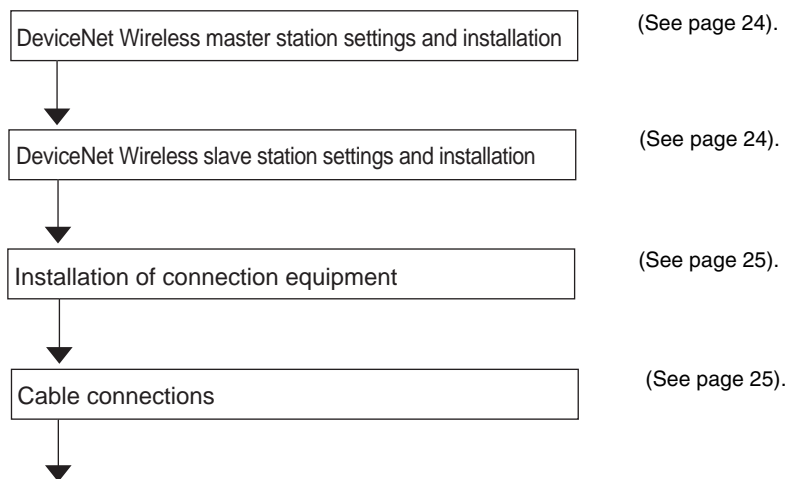 DeviceNet Wireless master station settings and installation (See page 24).
DeviceNet Wireless slave station settings and installation (See page 24).
Installation of connection equipment (See page 25).
Cable connections (See page 25).